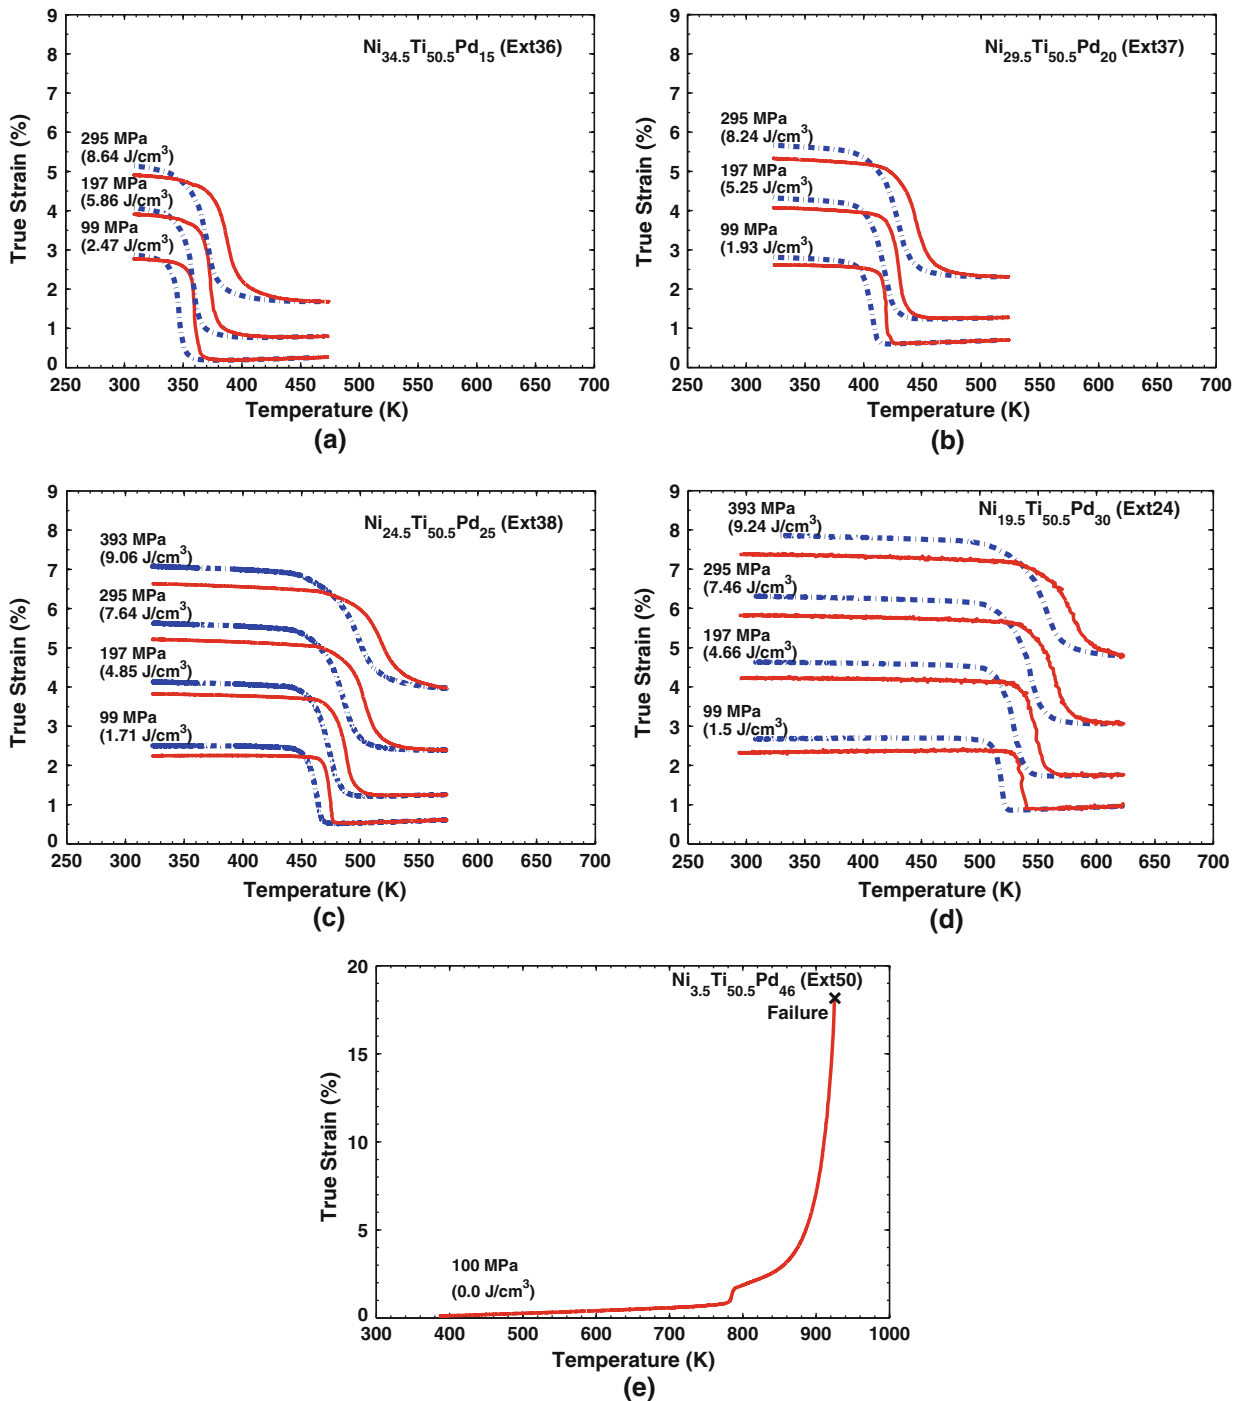 Ni34.5Ti50.5Pd15 (Ext36)
295 MPa
(8.64 J/cm3)
197 MPa
(5.86 J/cm3)
99 MPa
(2.47 J/cm3)
True Strain (%)
9
8
7
6
5
4
3
2
1
0
250 300 350 400 450 500 550 600 650 700
Temperature (K)
(a)
Ni29.5Ti50.5Pd20 (Ext37)
295 MPa
(8.24 J/cm3)
197 MPa
(5.25 J/cm3)
99 MPa
(1.93 J/cm3)
True Strain (%)
9
8
7
6
5
4
3
2
1
0
250 300 350 400 450 500 550 600 650 700
Temperature (K)
(b)
Ni24.5Ti50.5Pd25 (Ext38)
393 MPa
(9.06 J/cm3)
295 MPa
(7.64 J/cm3)
197 MPa
(4.85 J/cm3)
99 MPa
(1.71 J/cm3)
True Strain (%)
9
8
7
6
5
4
3
2
1
0
250 300 350 400 450 500 550 600 650 700
Temperature (K)
(c)
Ni19.5Ti50.5Pd30 (Ext24)
393 MPa
(9.24 J/cm3)
295 MPa
(7.46 J/cm3)
197 MPa
(4.66 J/cm3)
99 MPa
(1.5 J/cm3)
True Strain (%)
9
8
7
6
5
4
3
2
1
0
250 300 350 400 450 500 550 600 650 700
Temperature (K)
(d)
Ni3.5Ti50.5Pd46 (Ext50)
Failure
100 MPa
(0.0 J/cm3)
True Strain (%)
20
15
10
5
0
300 400 500 600 700 800 900 1000
Temperature (K)
(e)